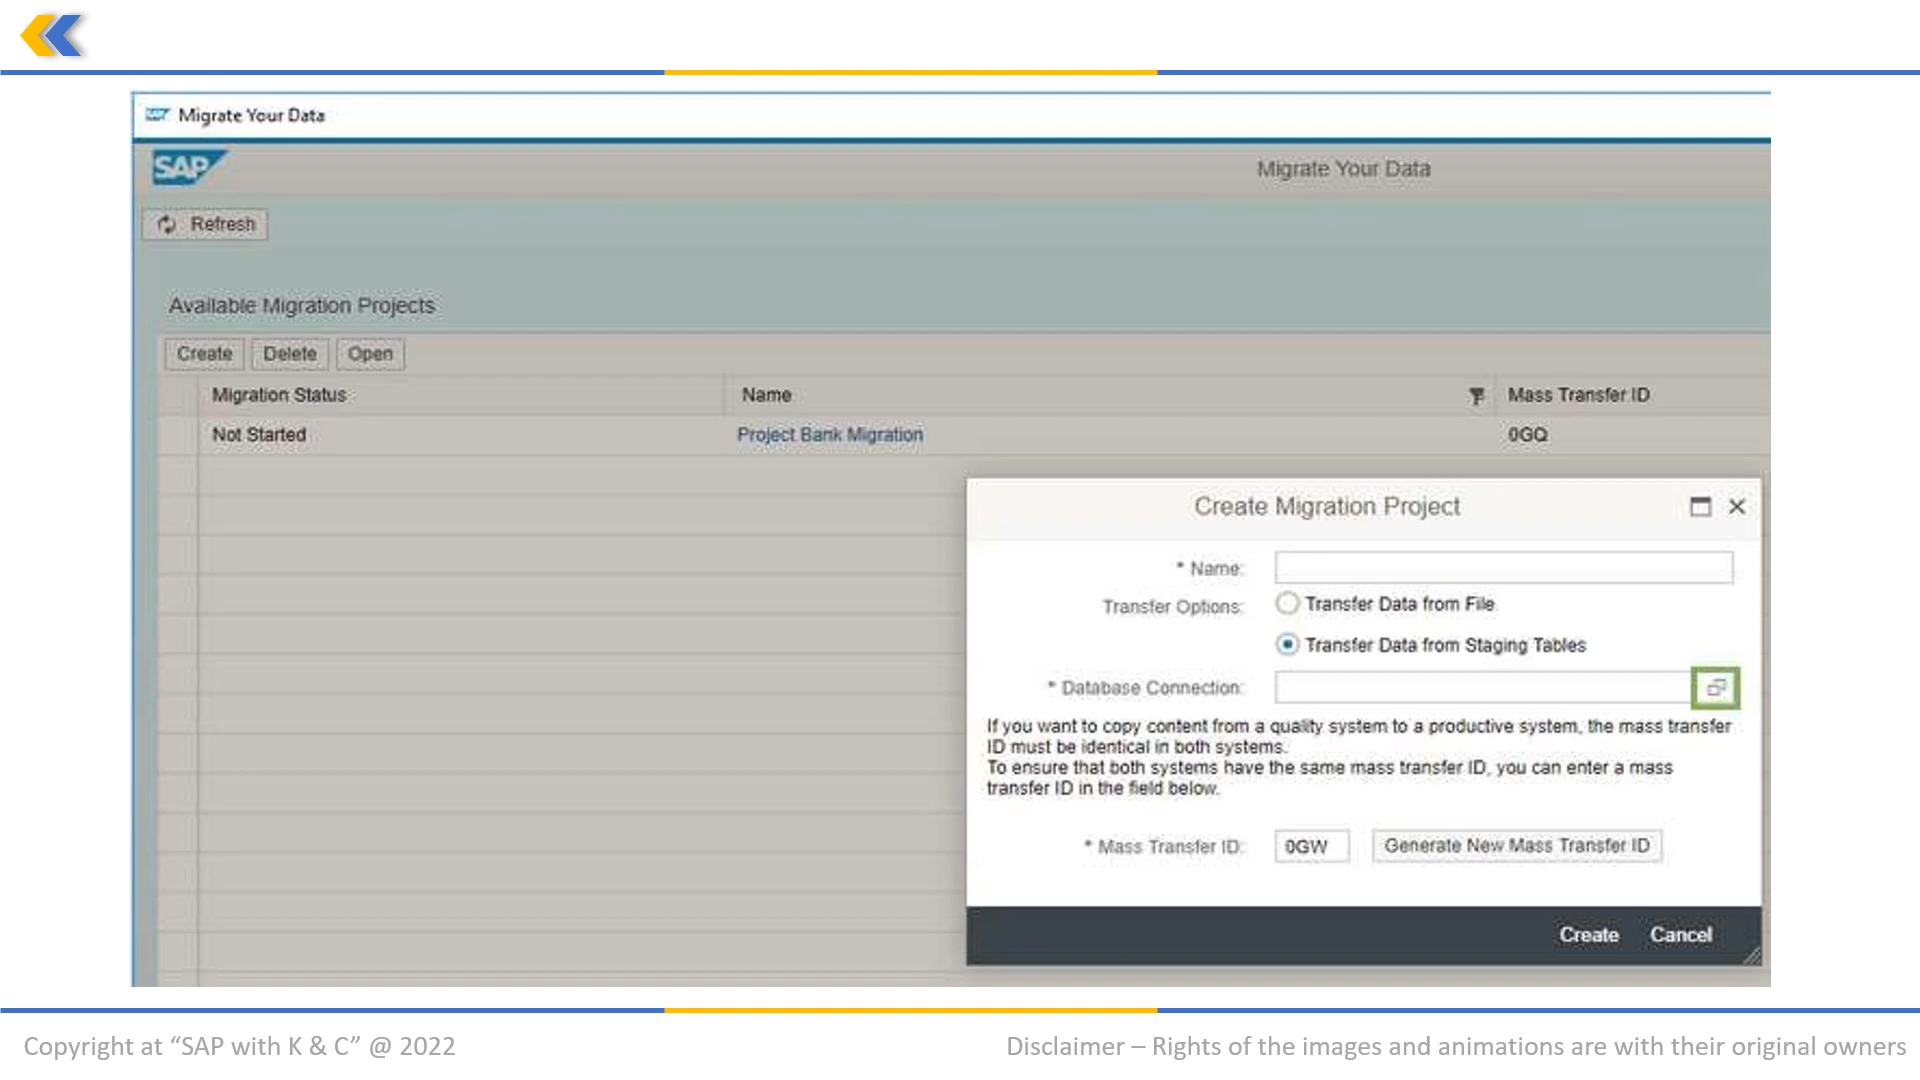 Migrate Your Data
SAP
Migrate Your Data
Refresh
Available Migration Projects
Create Delete Open
Migration Status Name Mass Transfer ID
Not Started Project Bank Migration 0GQ
Create Migration Project
* Name:
Transfer Options: Transfer Data from File
Transfer Data from Staging Tables
* Database Connection:
If you want to copy content from a quality system to a productive system, the mass transfer
ID must be identical in both systems.
To ensure that both systems have the same mass transfer ID, you can enter a mass
transfer ID in the field below.
* Mass Transfer ID: 0GW Generate New Mass Transfer ID
Create Cancel
Copyright at “SAP with K & C” @ 2022
Disclaimer – Rights of the images and animations are with their original owners